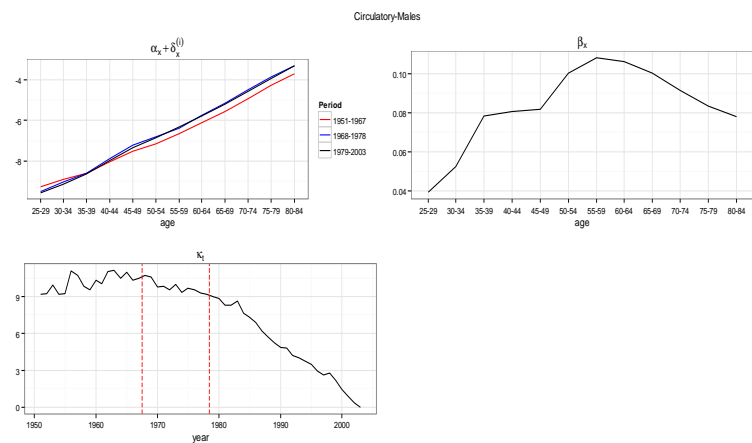 Circulatory-Males
αx + δx(i)
-4
-6
-8
25-29 30-34 35-39 40-44 45-49 50-54 55-59 60-64 65-69 70-74 75-79 80-84
age
Period
1951-1967
1968-1978
1979-2003
βx
0.10
0.08
0.06
0.04
25-29 30-34 35-39 40-44 45-49 50-54 55-59 60-64 65-69 70-74 75-79 80-84
age
κt
9
6
3
0
1950 1960 1970 1980 1990 2000
year